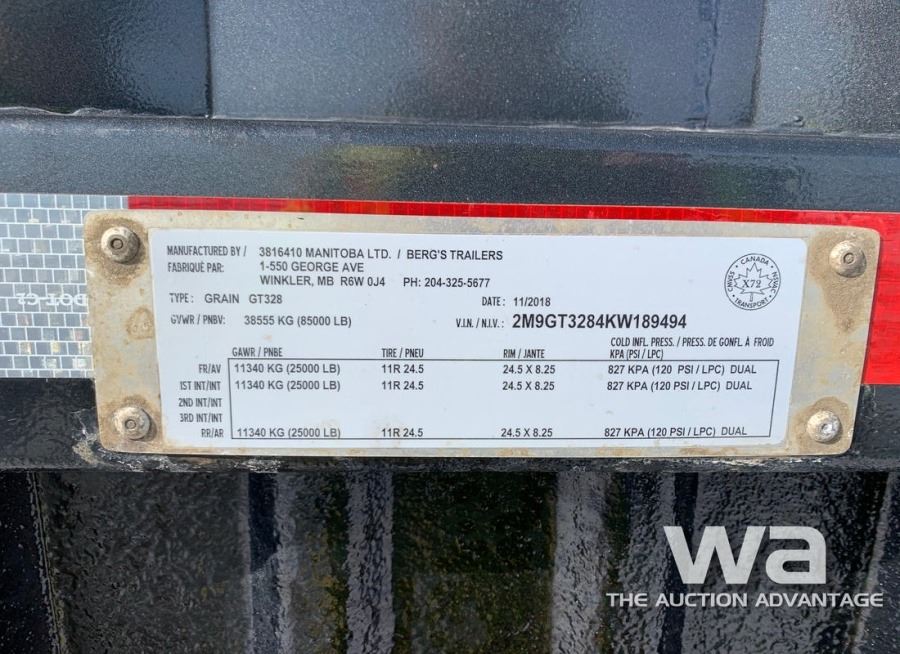 MANUFACTURED BY / 3816410 MANITOBA LTD. / BERG'S TRAILERS
FABRIQUÉ PAR: 1-550 GEORGE AVE
WINKLER, MB R6W 0J4 PH: 204-325-5677
TYPE: GRAIN GT328 DATE: 11/2018
GVWR / PNBV: 38555 KG (85000 LB) V.I.N. / N.I.V.: 2M9GT3284KW189494
CANADA
X72
TRANSPORT
CMVSS
NSVAC
COLD INFL. PRESS. / PRESS. DE GONFL. À FROID
GAWR / PNBE TIRE / PNEU RIM / JANTE KPA (PSI / LPC)
FR/AV 11340 KG (25000 LB) 11R 24.5 24.5 X 8.25 827 KPA (120 PSI / LPC) DUAL
1ST INT/INT 11340 KG (25000 LB) 11R 24.5 24.5 X 8.25 827 KPA (120 PSI / LPC) DUAL
2ND INT/INT
3RD INT/INT
RR/AR 11340 KG (25000 LB) 11R 24.5 24.5 X 8.25 827 KPA (120 PSI / LPC) DUAL
DOT-C2
wa
THE AUCTION ADVANTAGE